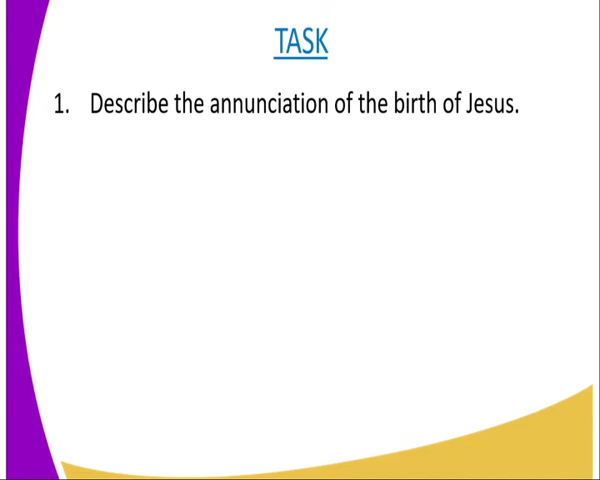 TASK
1. Describe the annunciation of the birth of Jesus.